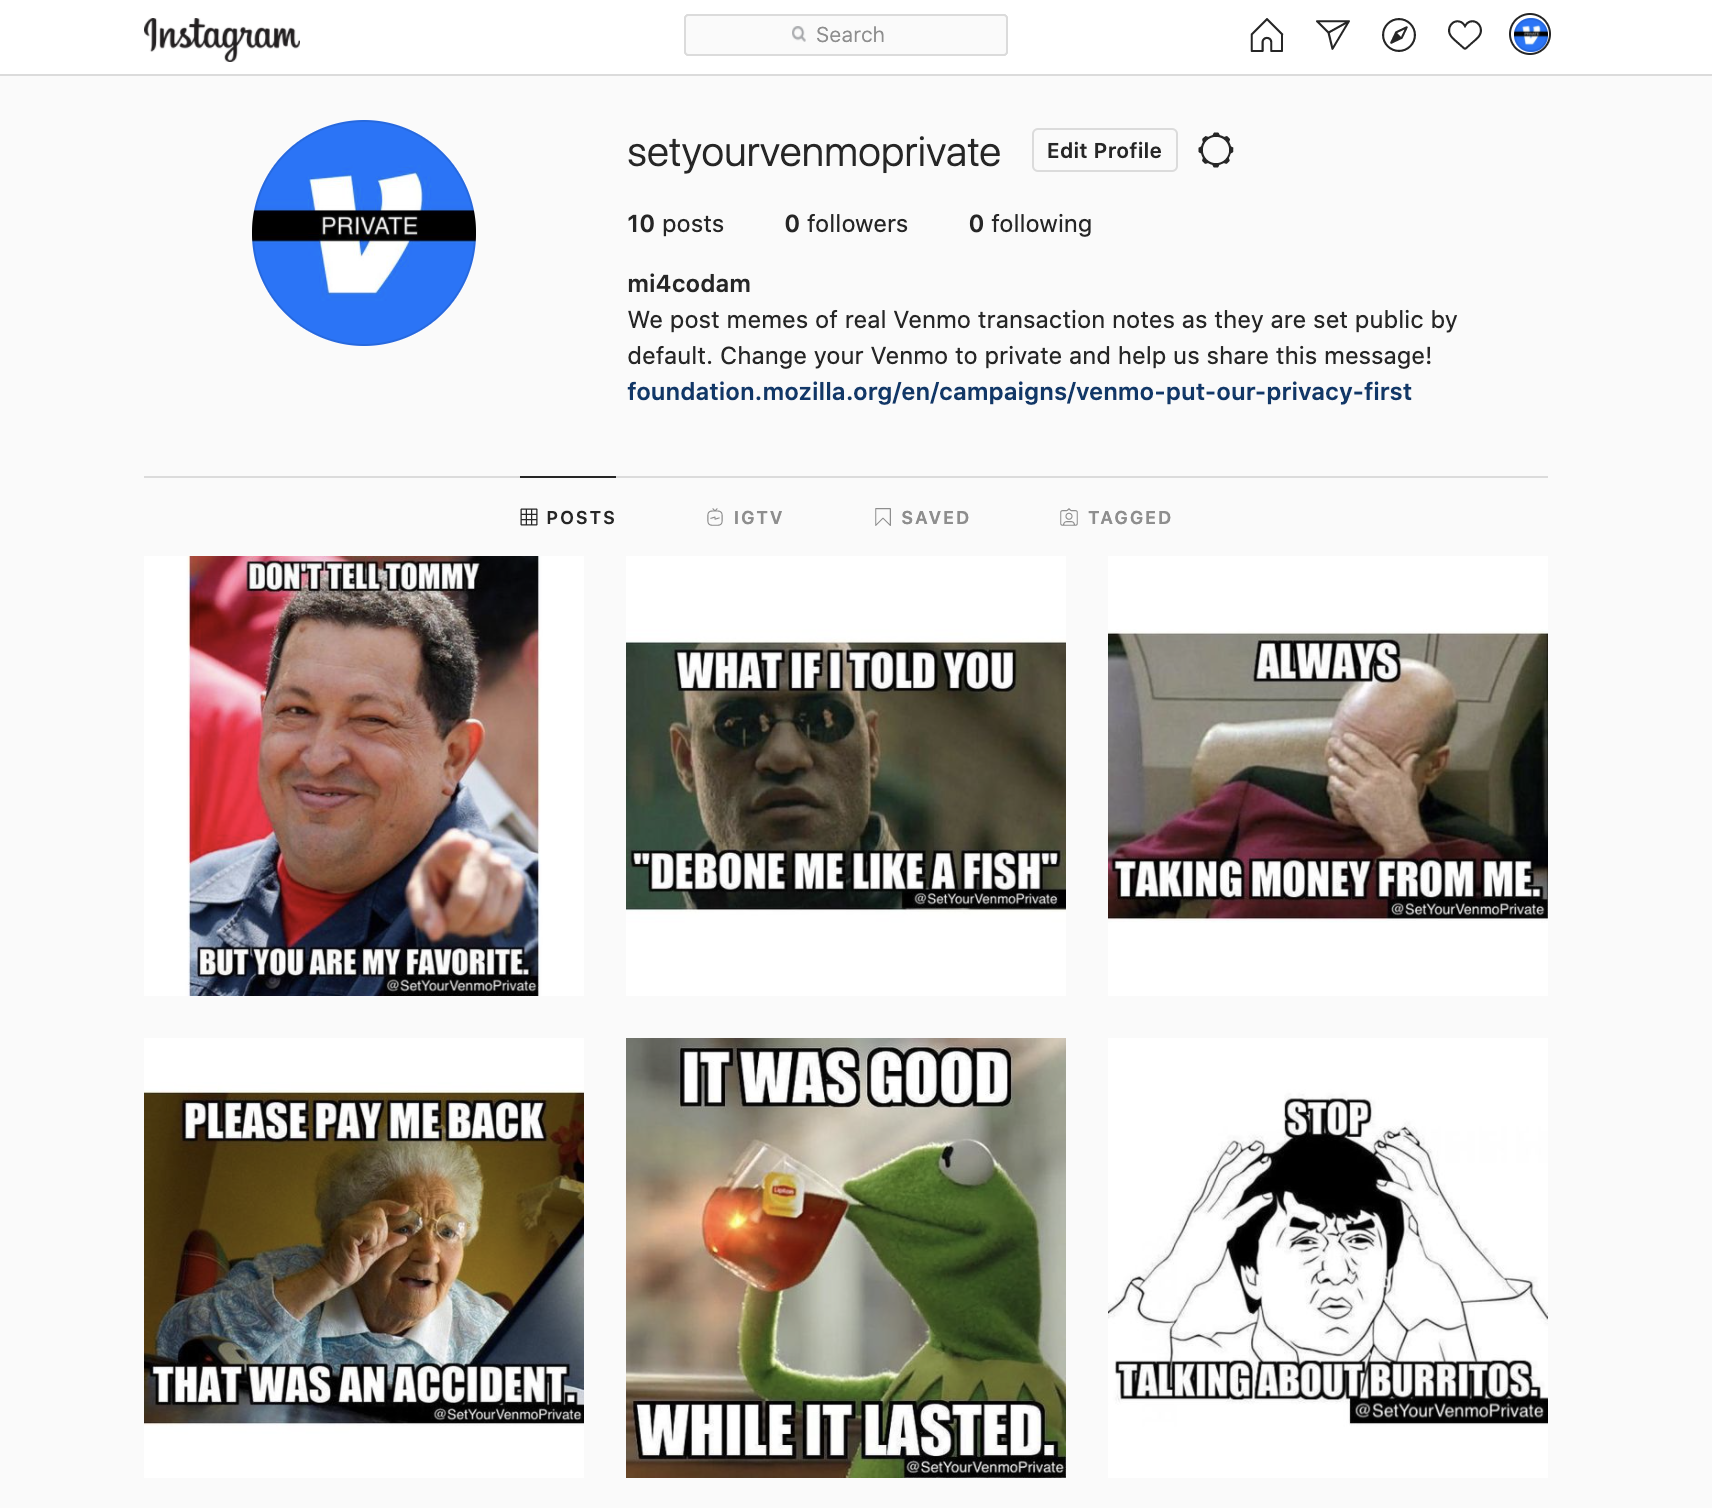 Instagram
Search
setyourvenmoprivate
Edit Profile
10 posts 0 followers 0 following
PRIVATE
mi4codam
We post memes of real Venmo transaction notes as they are set public by
default. Change your Venmo to private and help us share this message!
foundation.mozilla.org/en/campaigns/venmo-put-our-privacy-first
POSTS IGTV SAVED TAGGED
DON'T TELL TOMMY
BUT YOU ARE MY FAVORITE.
@SetYourVenmoPrivate
WHAT IF I TOLD YOU
"DEBONE ME LIKE A FISH"
@SetYourVenmoPrivate
ALWAYS
TAKING MONEY FROM ME.
@SetYourVenmoPrivate
PLEASE PAY ME BACK
THAT WAS AN ACCIDENT.
@SetYourVenmoPrivate
IT WAS GOOD
Lipton
WHILE IT LASTED.
@SetYourVenmoPrivate
STOP
TALKING ABOUT BURRITOS.
@SetYourVenmoPrivate